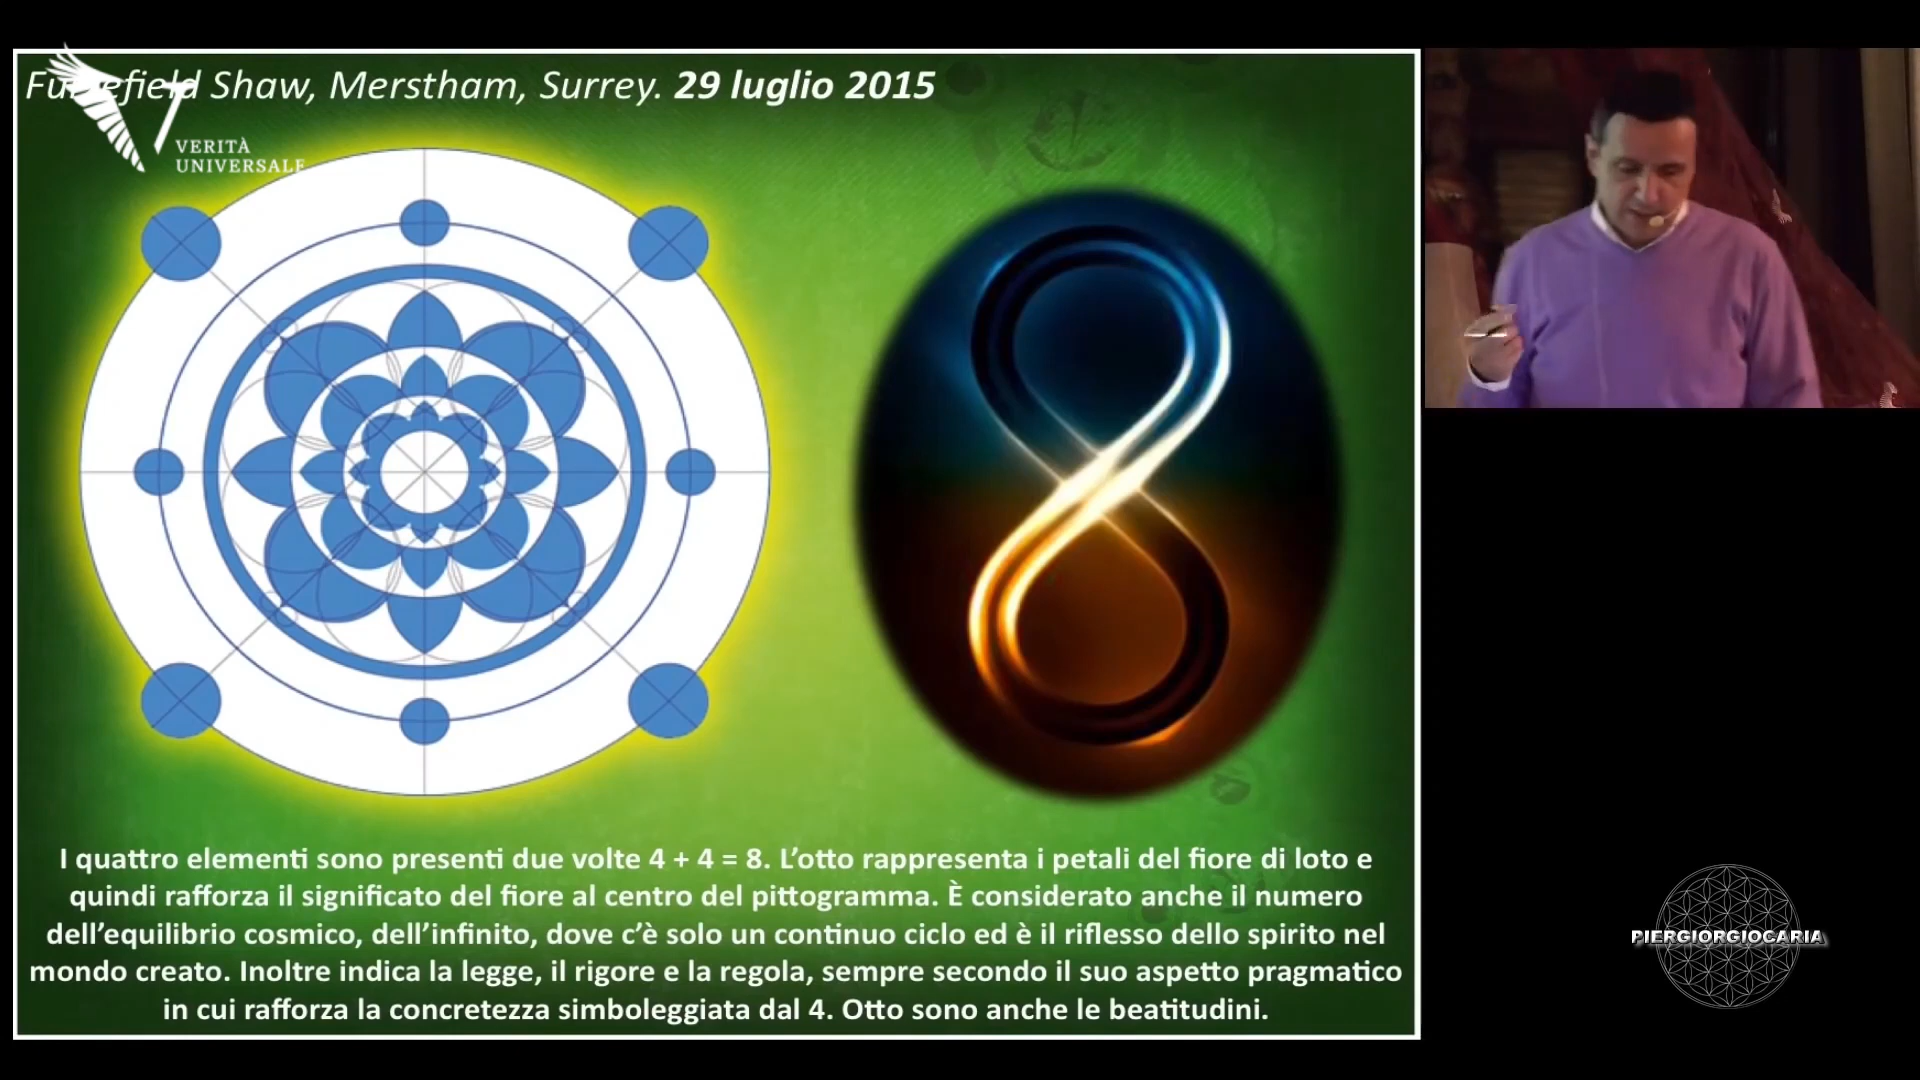 Shaw, Merstham, Surrey. 29 luglio 2015
VERITÀ
UNIVERSALE
8
I quattro elementi sono presenti due volte 4 + 4 = 8. L'otto rappresenta i petali del fiore di loto e
quindi rafforza il significato del fiore al centro del pittogramma. È considerato anche il numero
dell'equilibrio cosmico, dell'infinito, dove c'è solo un continuo ciclo ed è il riflesso dello spirito nel
mondo creato. Inoltre indica la legge, il rigore e la regola, sempre secondo il suo aspetto pragmatico
in cui rafforza la concretezza simboleggiata dal 4. Otto sono anche le beatitudini.
PIERGIORGIOCARIA